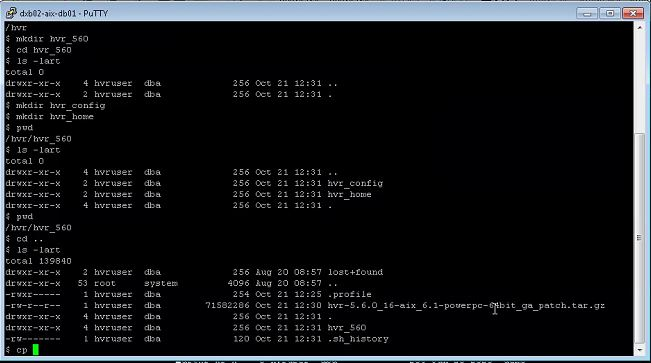 dxb02-aix-db01 - PuTTY
/hvr
$ mkdir hvr_560
$ cd hvr_560
$ ls -lart
total 0
drwxr-xr-x 4 hvruser dba 256 Oct 21 12:31 ..
drwxr-xr-x 2 hvruser dba 256 Oct 21 12:31 .
$ mkdir hvr_config
$ mkdir hvr_home
$ pwd
/hvr/hvr_560
$ ls -lart
total 0
drwxr-xr-x 4 hvruser dba 256 Oct 21 12:31 ..
drwxr-xr-x 2 hvruser dba 256 Oct 21 12:31 hvr_config
drwxr-xr-x 2 hvruser dba 256 Oct 21 12:31 hvr_home
drwxr-xr-x 4 hvruser dba 256 Oct 21 12:31 .
$ pwd
/hvr/hvr_560
$ cd ..
$ ls -lart
total 139840
drwxr-xr-x 2 hvruser dba 256 Aug 20 08:57 lost+found
drwxr-xr-x 53 root system 4096 Aug 20 08:57 ..
-rwxr----- 1 hvruser dba 254 Oct 21 12:25 .profile
-rw-r--r-- 1 hvruser dba 71582286 Oct 21 12:30 hvr-5.6.0_16-aix_6.1-powerpc-64bit_ga_patch.tar.gz
drwxr-xr-x 4 hvruser dba 256 Oct 21 12:31 .
drwxr-xr-x 4 hvruser dba 256 Oct 21 12:31 hvr_560
-rw------- 1 hvruser dba 120 Oct 21 12:31 .sh_history
$ cp